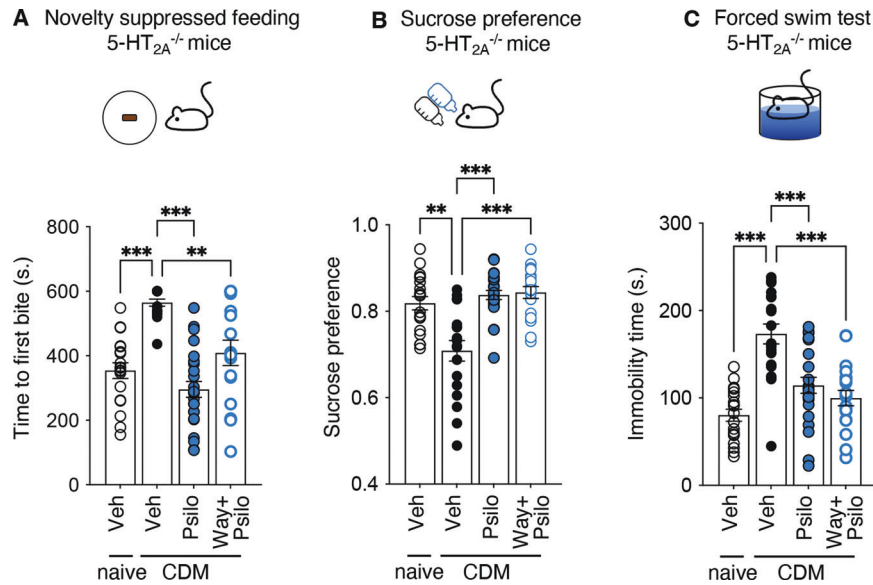 A Novelty suppressed feeding
5-HT2A-/- mice
***
***
**
Time to first bite (s.)
800
600
400
200
0
Veh
Veh
Psilo
Way+
Psilo
naive
CDM
B Sucrose preference
5-HT2A-/- mice
***
**
***
Sucrose preference
1.0
0.8
0.6
0.4
Veh
Veh
Psilo
Way+
Psilo
naive
CDM
C Forced swim test
5-HT2A-/- mice
***
***
***
Immobility time (s.)
300
200
100
0
Veh
Veh
Psilo
Way+
Psilo
naive
CDM